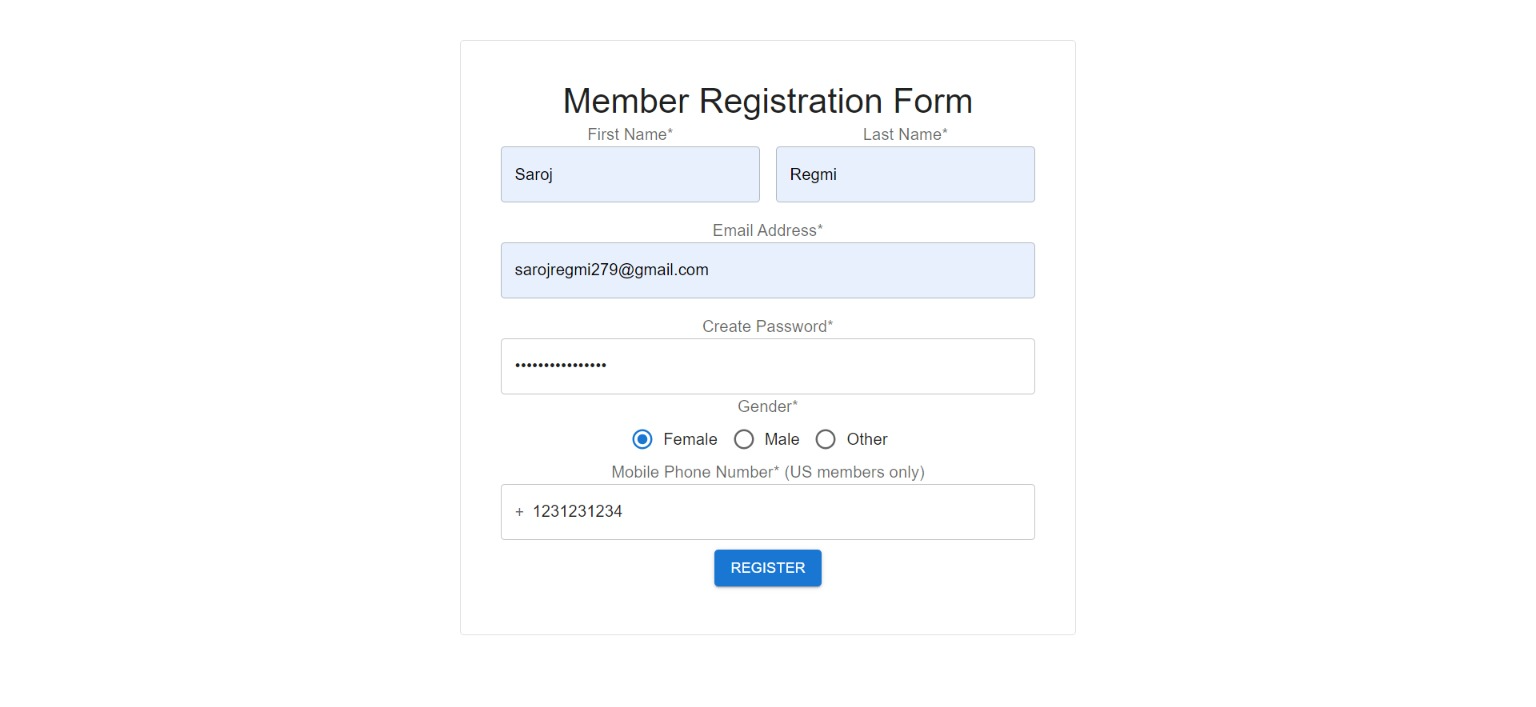 Member Registration Form
First Name* Last Name*
Saroj Regmi
Email Address*
sarojregmi279@gmail.com
Create Password*
••••••••••••••••
Gender*
Female Male Other
Mobile Phone Number* (US members only)
+ 1231231234
REGISTER